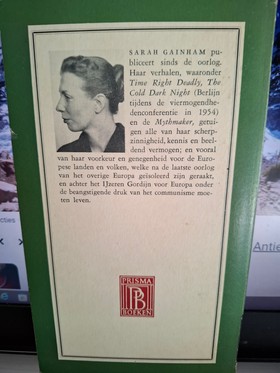 SARAH GAINHAM pu-
bliceert sinds de oorlog.
Haar verhalen, waaronder
Time Right Deadly, The
Cold Dark Night (Berlijn
tijdens de viermogendhe-
denconferentie in 1954)
en de Mythmaker, getui-
gen alle van haar scherp-
zinnigheid, kennis en beel-
dend vermogen; en vooral
van haar voorkeur en genegenheid voor de Euro-
pese landen en volken, welke na de laatste oorlog
van het overige Europa geïsoleerd zijn geraakt,
en achter het IJzeren Gordijn voor Europa onder
de beangstigende druk van het communisme moe-
ten leven.
PRISMA
PB
BOEKEN
Antie